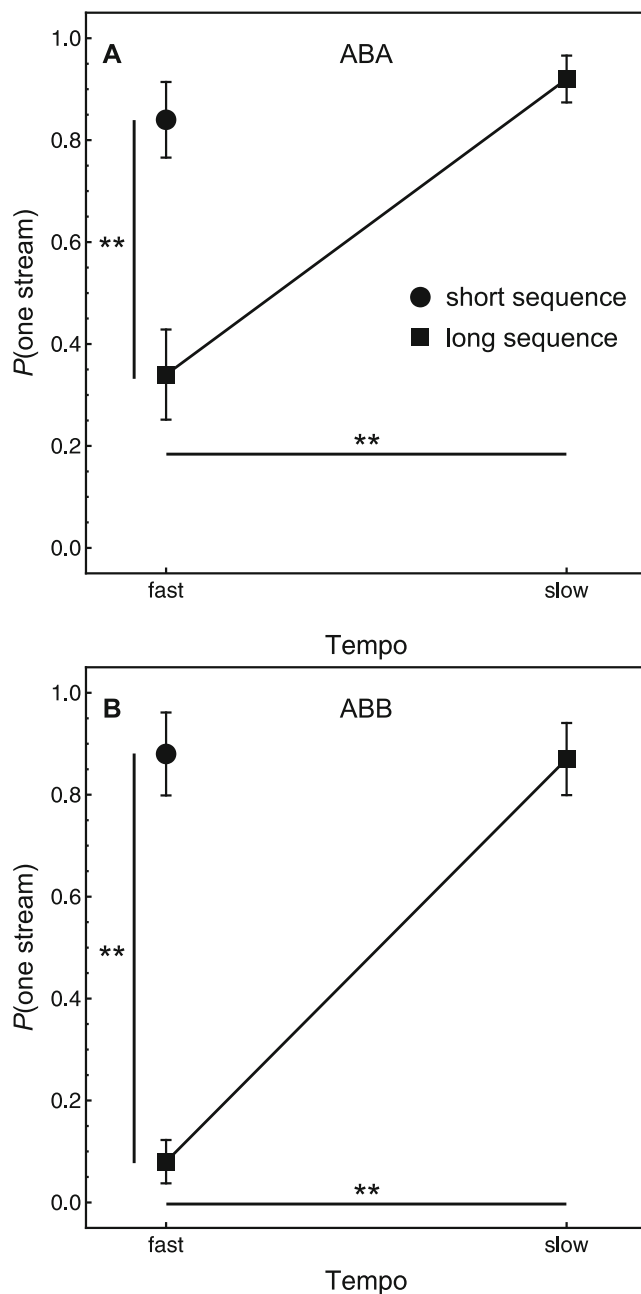 A ABA
1.0
0.8
0.6
0.4
0.2
0.0
P(one stream)
**
short sequence
long sequence
**
fast slow
Tempo
B ABB
1.0
0.8
0.6
0.4
0.2
0.0
P(one stream)
**
**
fast slow
Tempo